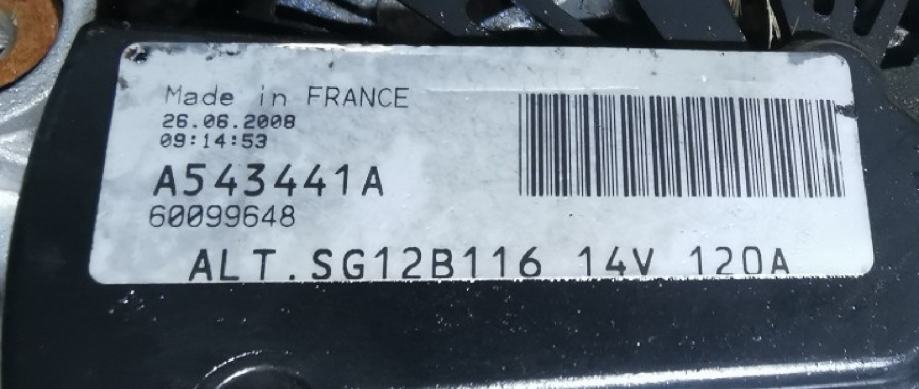 Made in FRANCE
26.06.2008
09:14:53
A543441A
60099648
ALT.SG12B116 14V 120A